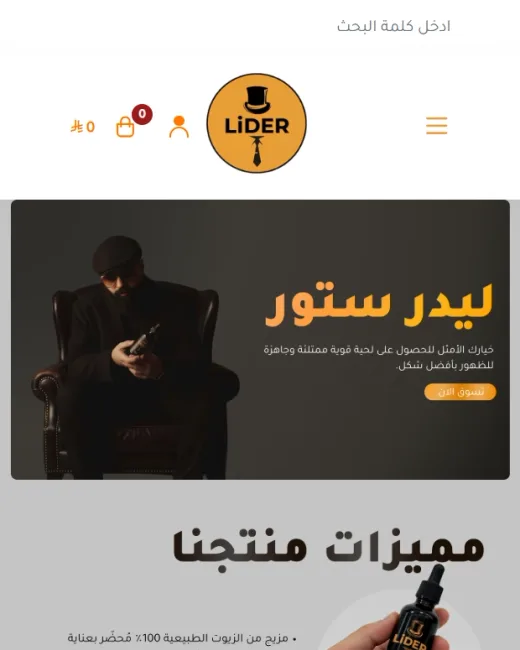 ادخل كلمة البحث
0
0
LiDER
ليدر ستور
خيارك الأمثل للحصول على لحية قوية ممتلئة وجاهزة
للظهور بأفضل شكل.
تسوق الآن
مميزات منتجنا
LiDER
• مزيج من الزيوت الطبيعية 100٪ مُحضّر بعناية